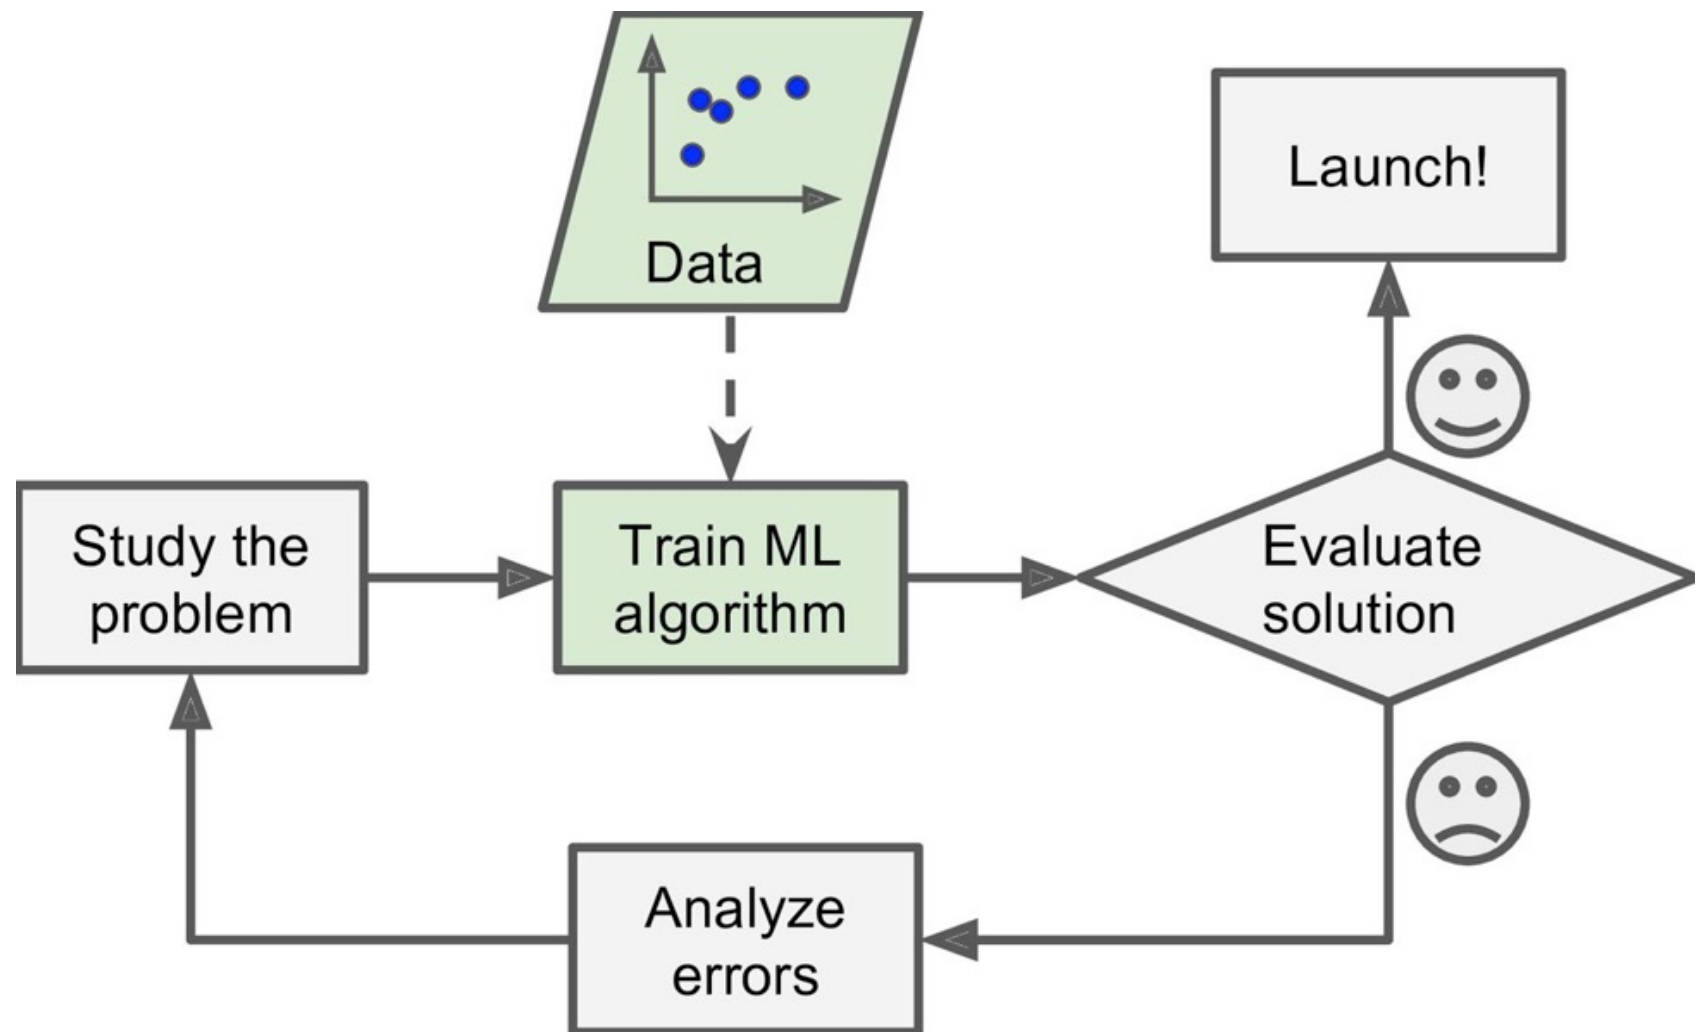 Data
Launch!
Study the
problem
Train ML
algorithm
Evaluate
solution
Analyze
errors